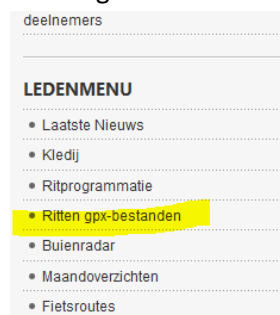 deelnemers
LEDENMENU
Laatste Nieuws
Kledij
Ritprogrammatie
Ritten gpx-bestanden
Buienradar
Maandoverzichten
Fietsroutes